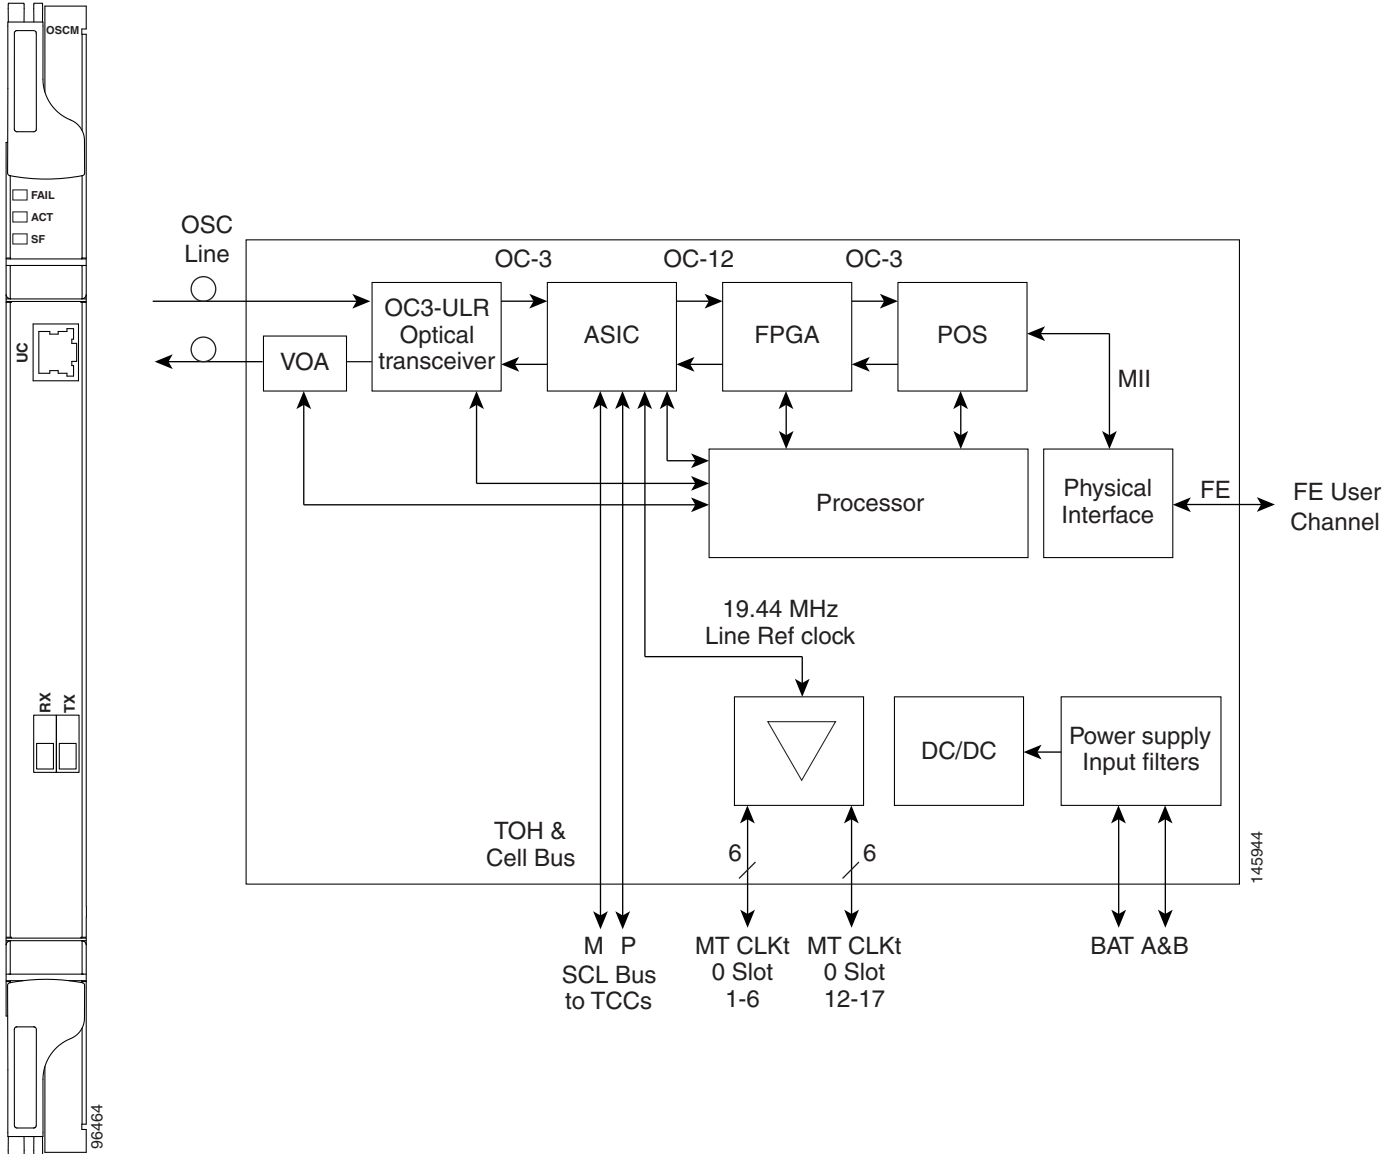 OSCM
FAIL
ACT
SF
UC
RX
TX
96464
OSC
Line
OC-3
OC-12
OC-3
OC3-ULR
Optical
transceiver
VOA
ASIC
FPGA
POS
MII
Processor
Physical
Interface
FE
FE User
Channel
19.44 MHz
Line Ref clock
DC/DC
Power supply
Input filters
TOH &
Cell Bus
6
6
145944
M P
SCL Bus
to TCCs
MT CLKt
0 Slot
1-6
MT CLKt
0 Slot
12-17
BAT A&B